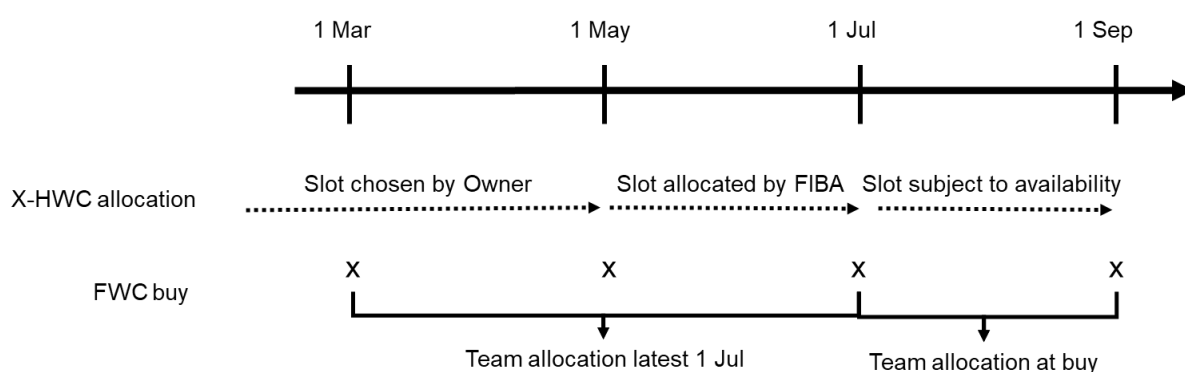 1 Mar 1 May 1 Jul 1 Sep
X-HWC allocation Slot chosen by Owner Slot allocated by FIBA Slot subject to availability
x x x x
FWC buy
Team allocation latest 1 Jul Team allocation at buy